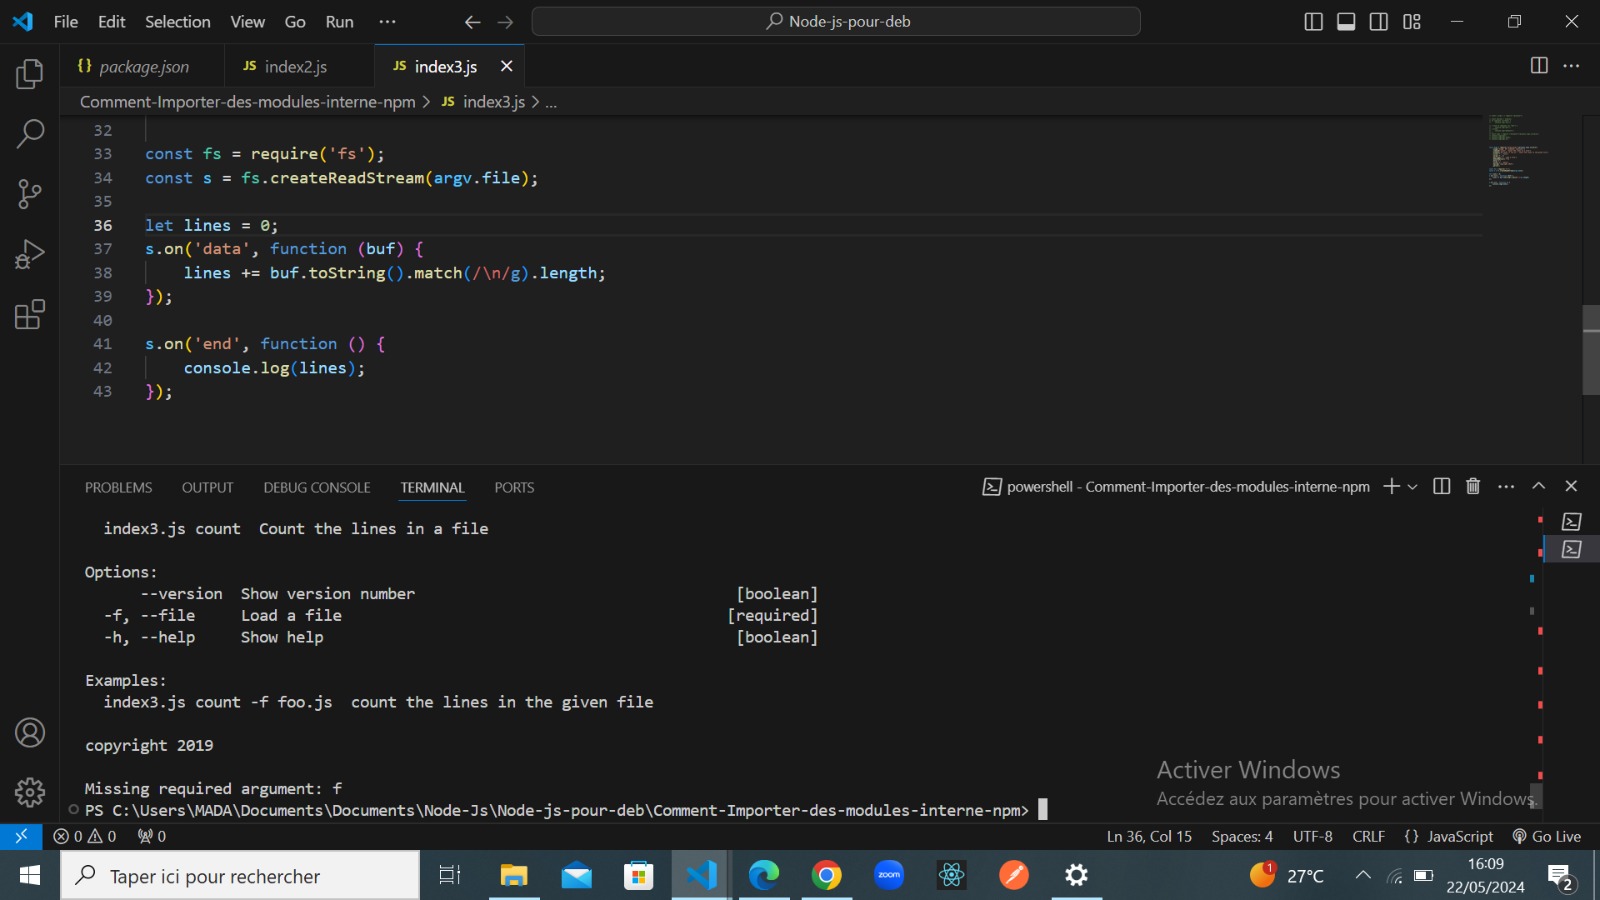 File Edit Selection View Go Run ···
Node-js-pour-deb
{} package.json JS index2.js JS index3.js
Comment-Importer-des-modules-interne-npm > JS index3.js > ...
32
33 const fs = require('fs');
34 const s = fs.createReadStream(argv.file);
35
36 let lines = 0;
37 s.on('data', function (buf) {
38 lines += buf.toString().match(/\n/g).length;
39 });
40
41 s.on('end', function () {
42 console.log(lines);
43 });
PROBLEMS OUTPUT DEBUG CONSOLE TERMINAL PORTS
powershell - Comment-Importer-des-modules-interne-npm
index3.js count Count the lines in a file
Options:
--version Show version number [boolean]
-f, --file Load a file [required]
-h, --help Show help [boolean]
Examples:
index3.js count -f foo.js count the lines in the given file
copyright 2019
Missing required argument: f
PS C:\Users\MADA\Documents\Documents\Node-Js\Node-js-pour-deb\Comment-Importer-des-modules-interne-npm>
Activer Windows
Accédez aux paramètres pour activer Windows.
0 0 0
Ln 36, Col 15 Spaces: 4 UTF-8 CRLF {} JavaScript Go Live
Taper ici pour rechercher
zoom
1
27°C
16:09
22/05/2024
2